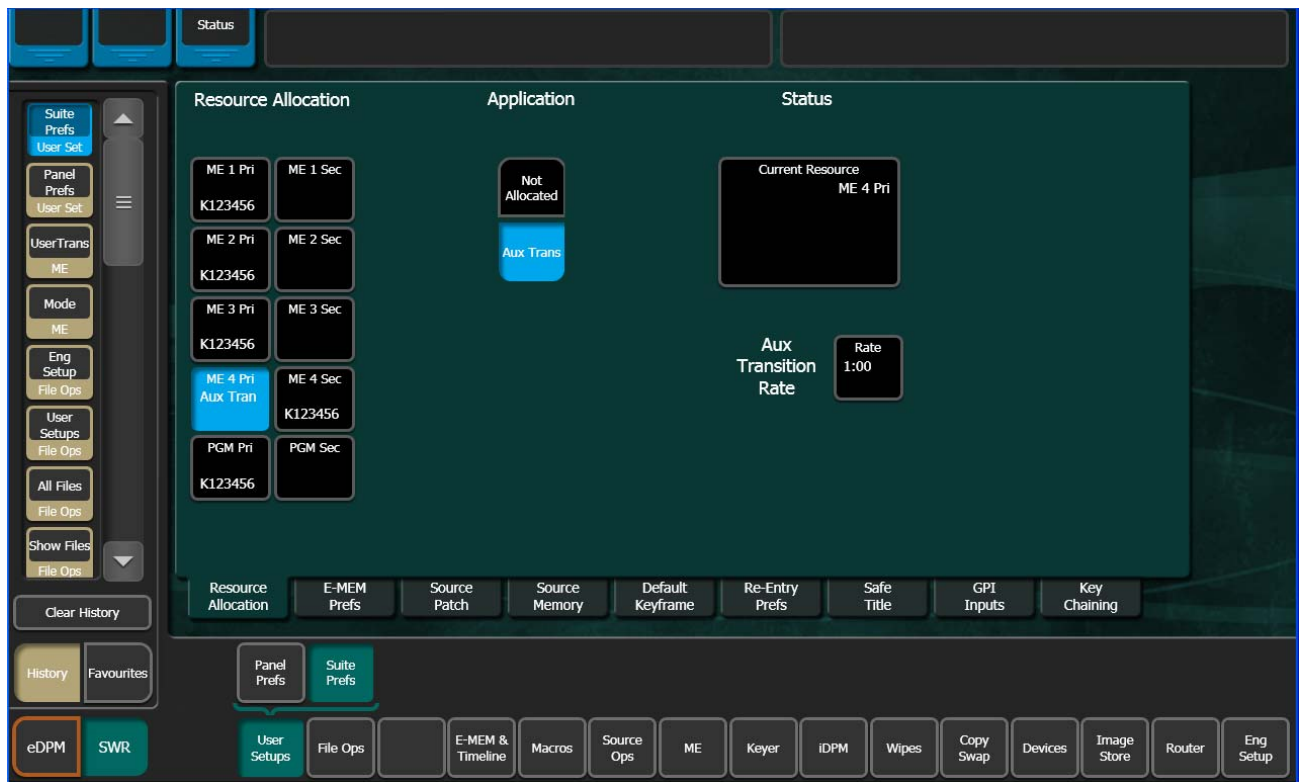 Status
Suite
Prefs
User Set
Panel
Prefs
User Set
UserTrans
ME
Mode
ME
Eng
Setup
File Ops
User
Setups
File Ops
All Files
File Ops
Show Files
File Ops
Clear History
History
Favourites
eDPM
SWR
Resource Allocation
Application
Status
ME 1 Pri
K123456
ME 1 Sec
ME 2 Pri
K123456
ME 2 Sec
ME 3 Pri
K123456
ME 3 Sec
ME 4 Pri
Aux Tran
ME 4 Sec
K123456
PGM Pri
K123456
PGM Sec
Not
Allocated
Aux Trans
Current Resource
ME 4 Pri
Aux
Transition
Rate
Rate
1:00
Resource
Allocation
E-MEM
Prefs
Source
Patch
Source
Memory
Default
Keyframe
Re-Entry
Prefs
Safe
Title
GPI
Inputs
Key
Chaining
Panel
Prefs
Suite
Prefs
User
Setups
File Ops
E-MEM &
Timeline
Macros
Source
Ops
ME
Keyer
iDPM
Wipes
Copy
Swap
Devices
Image
Store
Router
Eng
Setup